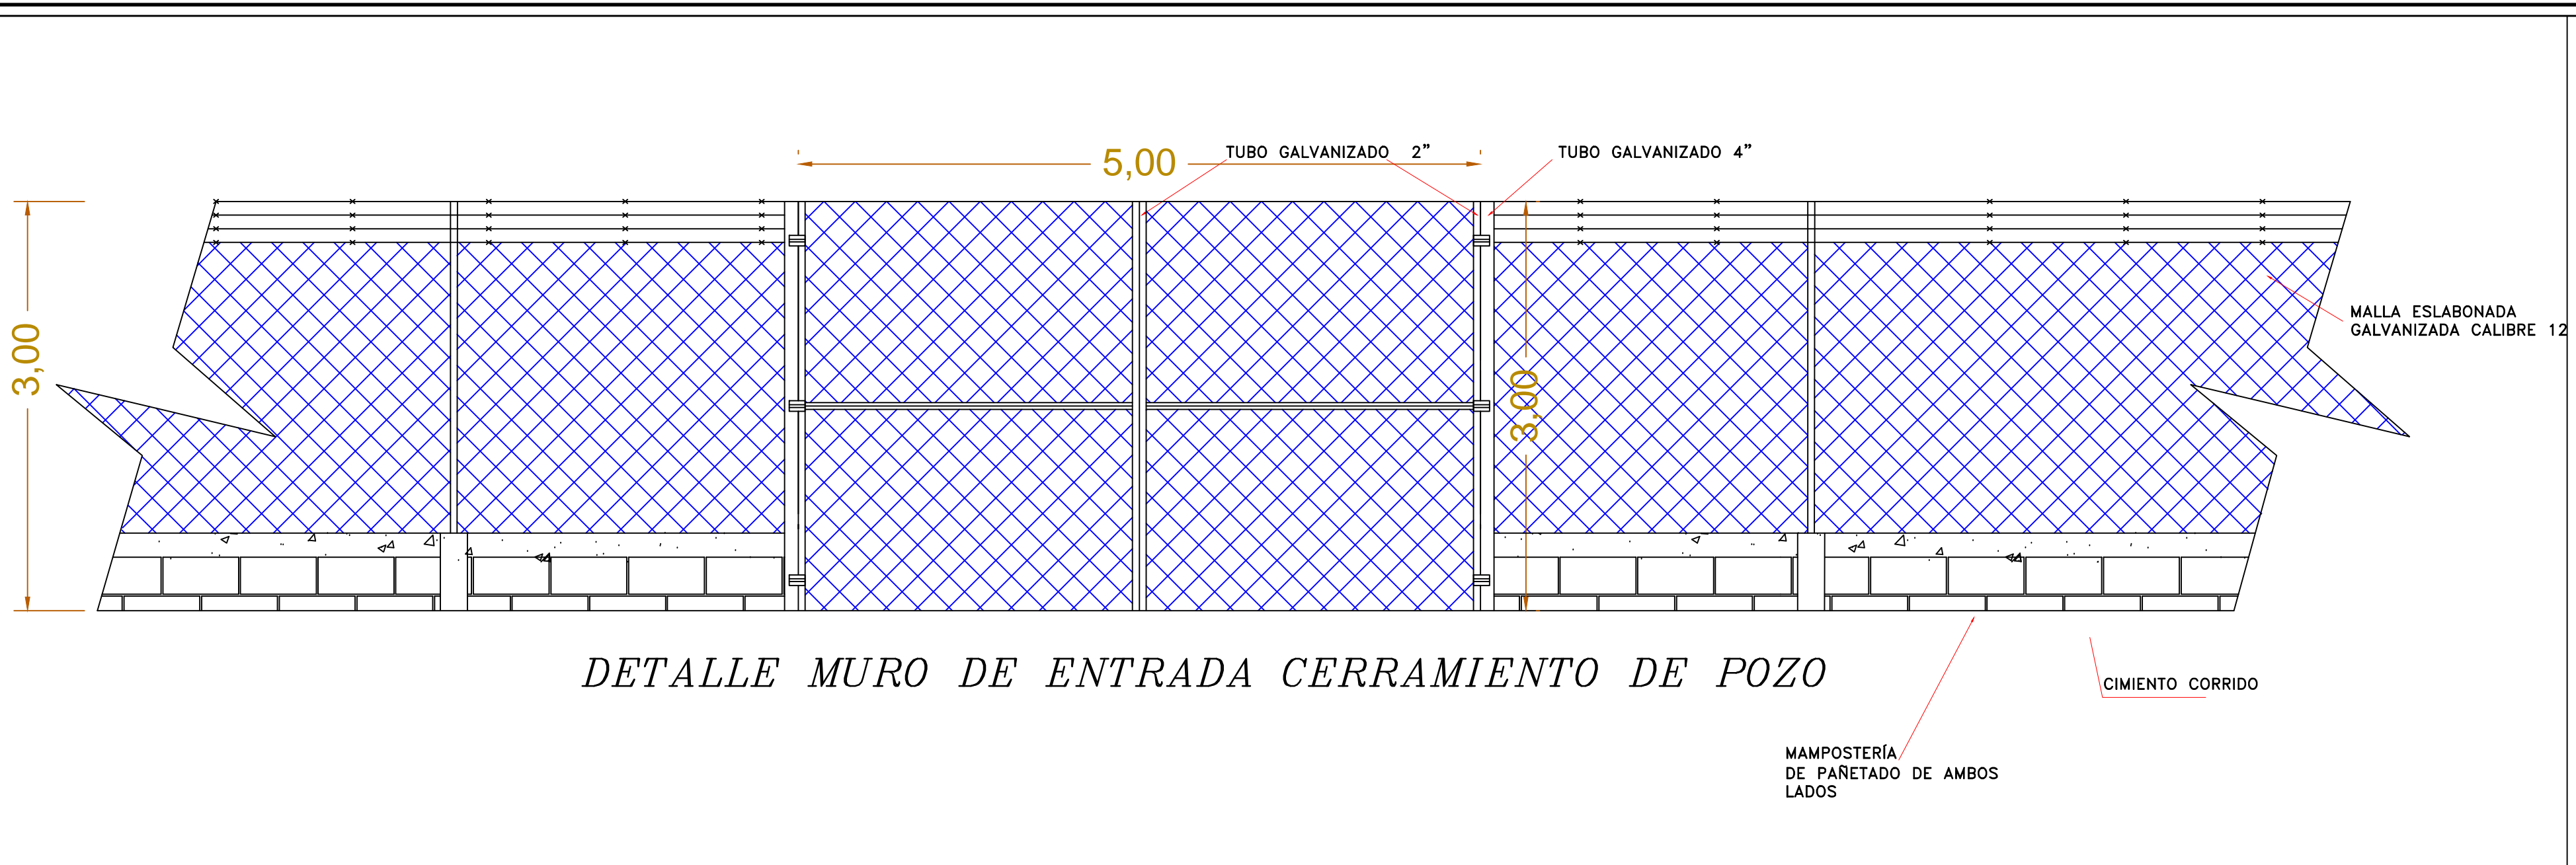 5,00
TUBO GALVANIZADO 2”
TUBO GALVANIZADO 4”
3,00
3,00
MALLA ESLABONADA
GALVANIZADA CALIBRE 12
DETALLE MURO DE ENTRADA CERRAMIENTO DE POZO
CIMIENTO CORRIDO
MAMPOSTERÍA
DE PAÑETADO DE AMBOS
LADOS